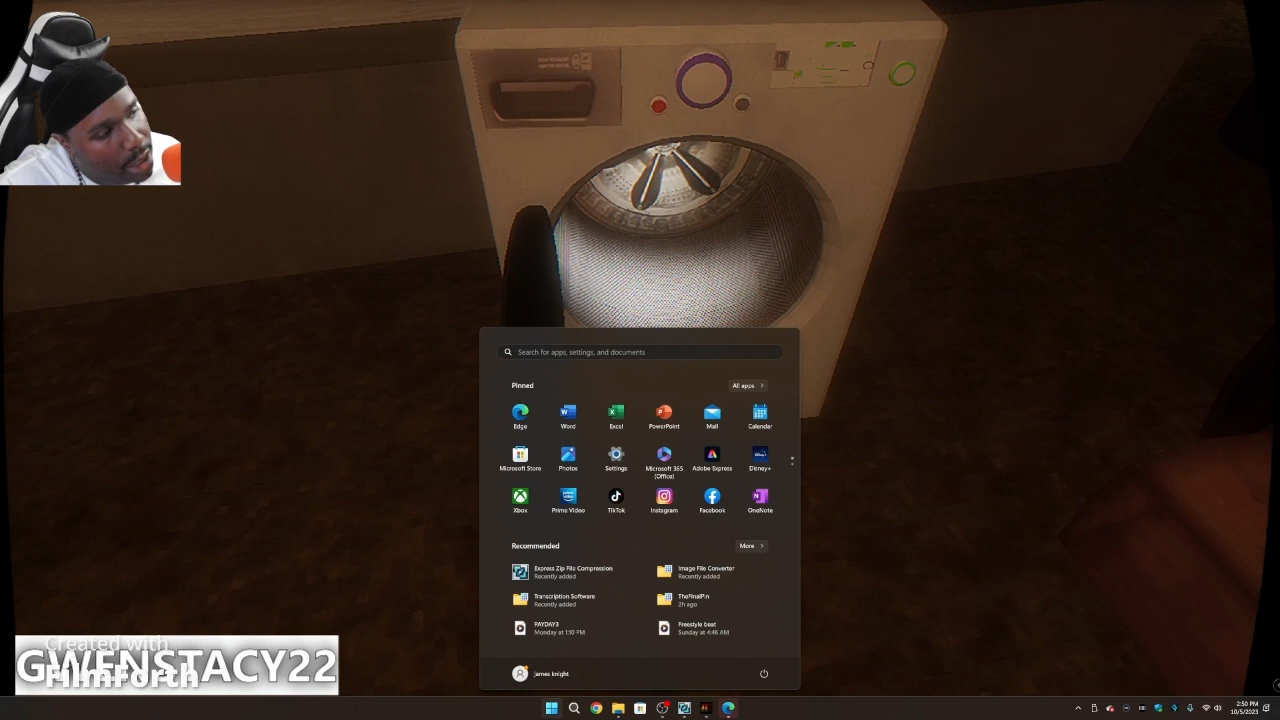 Search for apps, settings, and documents
Pinned
All apps
Edge
Word
Excel
PowerPoint
Mail
Calendar
Microsoft Store
Photos
Settings
Microsoft 365
(Office)
Adobe Express
Disney+
Xbox
Prime Video
TikTok
Instagram
Facebook
OneNote
Recommended
More
Express Zip File Compression
Recently added
Image File Converter
Recently added
Transcription Software
Recently added
TheFinalPin
2h ago
PAYDAY3
Monday at 1:10 PM
Freestyle beat
Sunday at 4:46 AM
james knight
Created with
GWENSTACY22
FilmForth
2:50 PM
10/5/2023